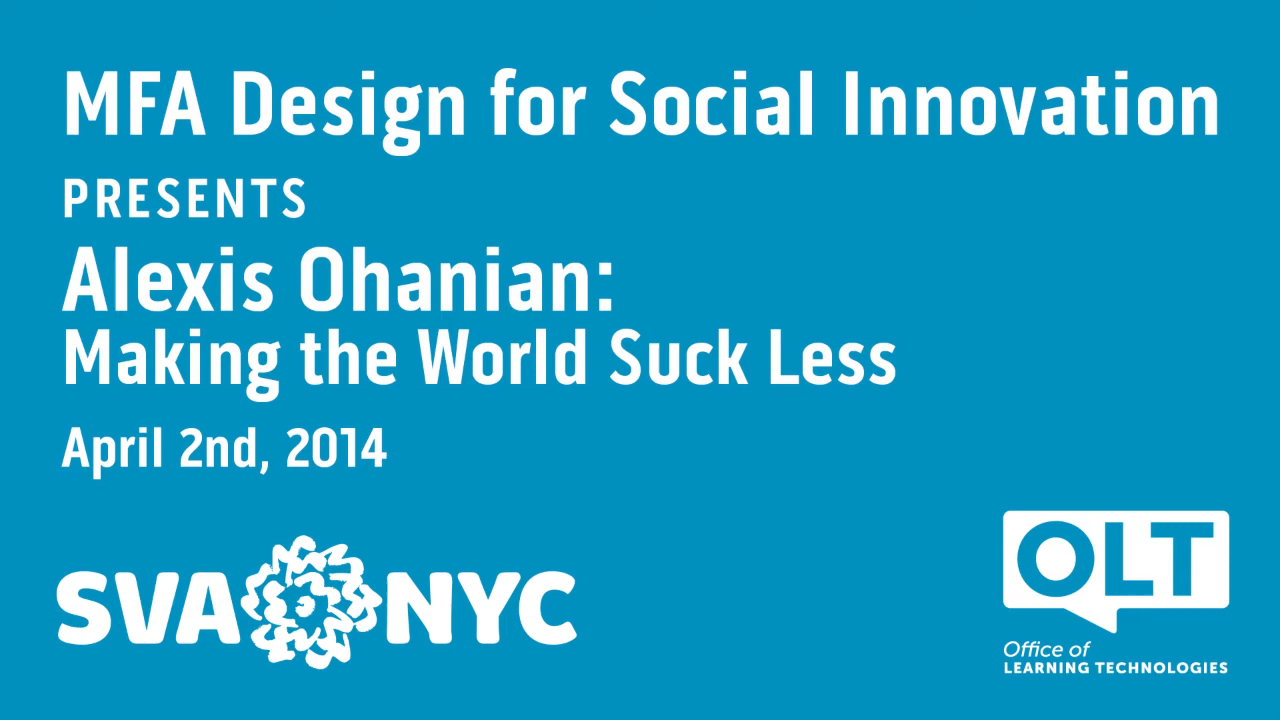 MFA Design for Social Innovation
PRESENTS
Alexis Ohanian:
Making the World Suck Less
April 2nd, 2014
SVA NYC
OLT
Office of
LEARNING TECHNOLOGIES